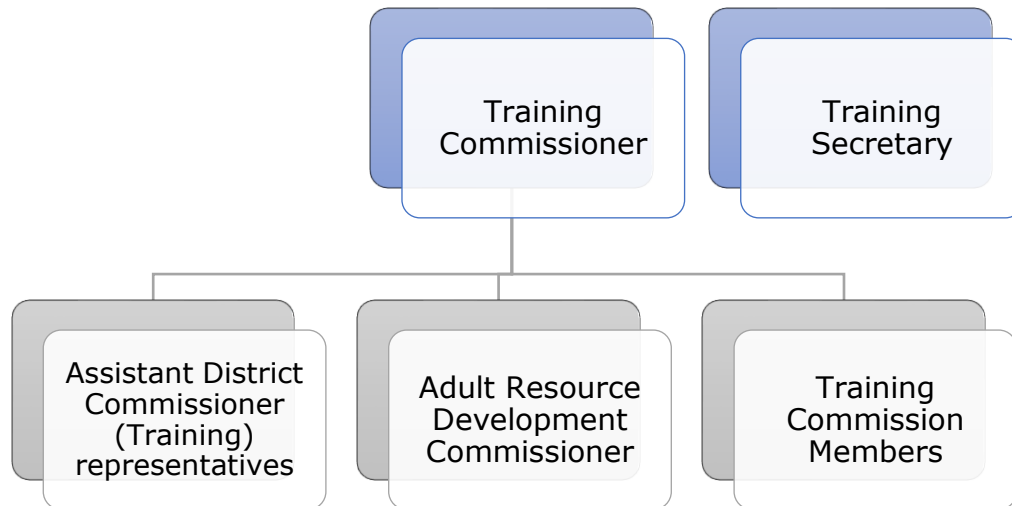 Training
Commissioner
Training
Secretary
Assistant District
Commissioner
(Training)
representatives
Adult Resource
Development
Commissioner
Training
Commission
Members